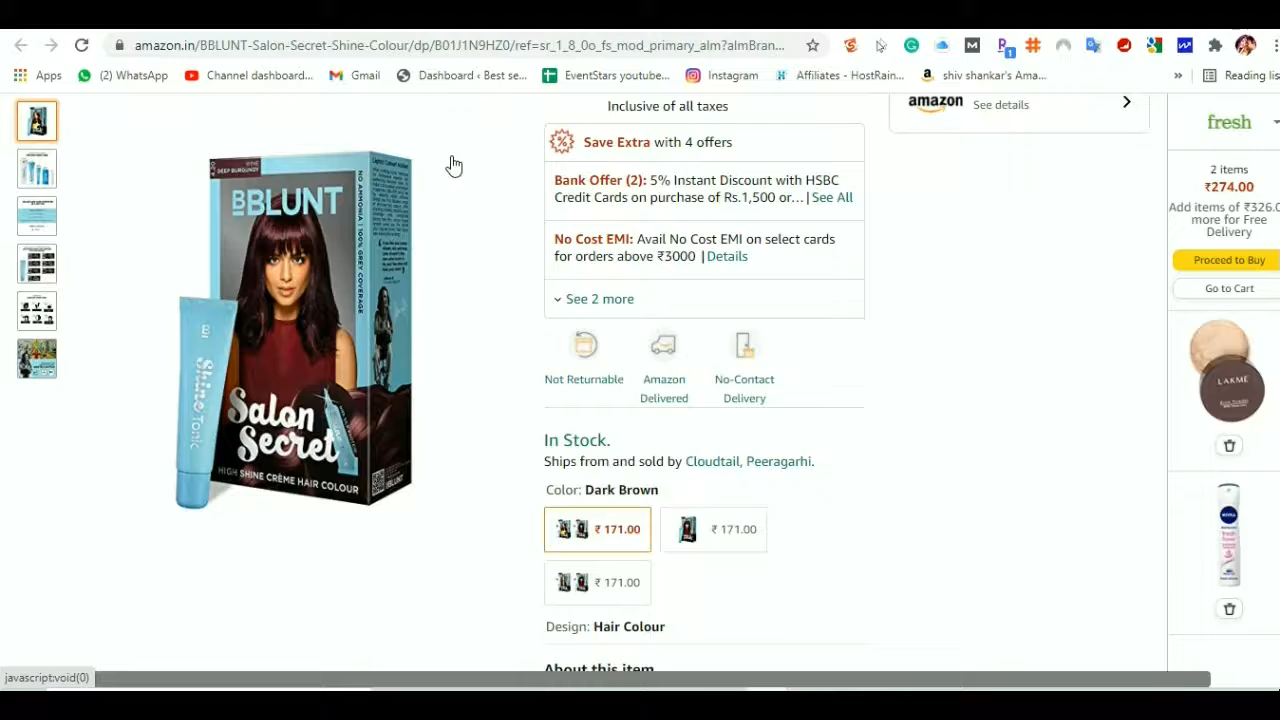 amazon.in/BBLUNT-Salon-Secret-Shine-Colour/dp/B01J1N9HZ0/ref=sr_1_8_0o_fs_mod_primary_alm?almBran...
Apps
(2) WhatsApp
Channel dashboard...
Gmail
Dashboard ‹ Best se...
EventStars youtube...
Instagram
Affiliates - HostRain...
shiv shankar's Ama...
»
Reading lis
Inclusive of all taxes
Save Extra with 4 offers
Bank Offer (2): 5% Instant Discount with HSBC
Credit Cards on purchase of Rs.1,500 or... | See All
No Cost EMI: Avail No Cost EMI on select cards
for orders above ₹3000 | Details
See 2 more
Not Returnable
Amazon
Delivered
No-Contact
Delivery
In Stock.
Ships from and sold by Cloudtail, Peeragarhi.
Color: Dark Brown
₹ 171.00
₹ 171.00
₹ 171.00
Design: Hair Colour
About this item
amazon
See details
fresh
2 items
₹274.00
Add items of ₹326.0
more for Free
Delivery
Proceed to Buy
Go to Cart
LAKMÉ
NIVEA
WINE
DEEP BURGUNDY
BBLUNT
NO AMMONIA | 100% GREY COVERAGE
Shine Tonic
Salon
Secret
HIGH SHINE CRÈME HAIR COLOUR
BBLUNT
javascript:void(0)